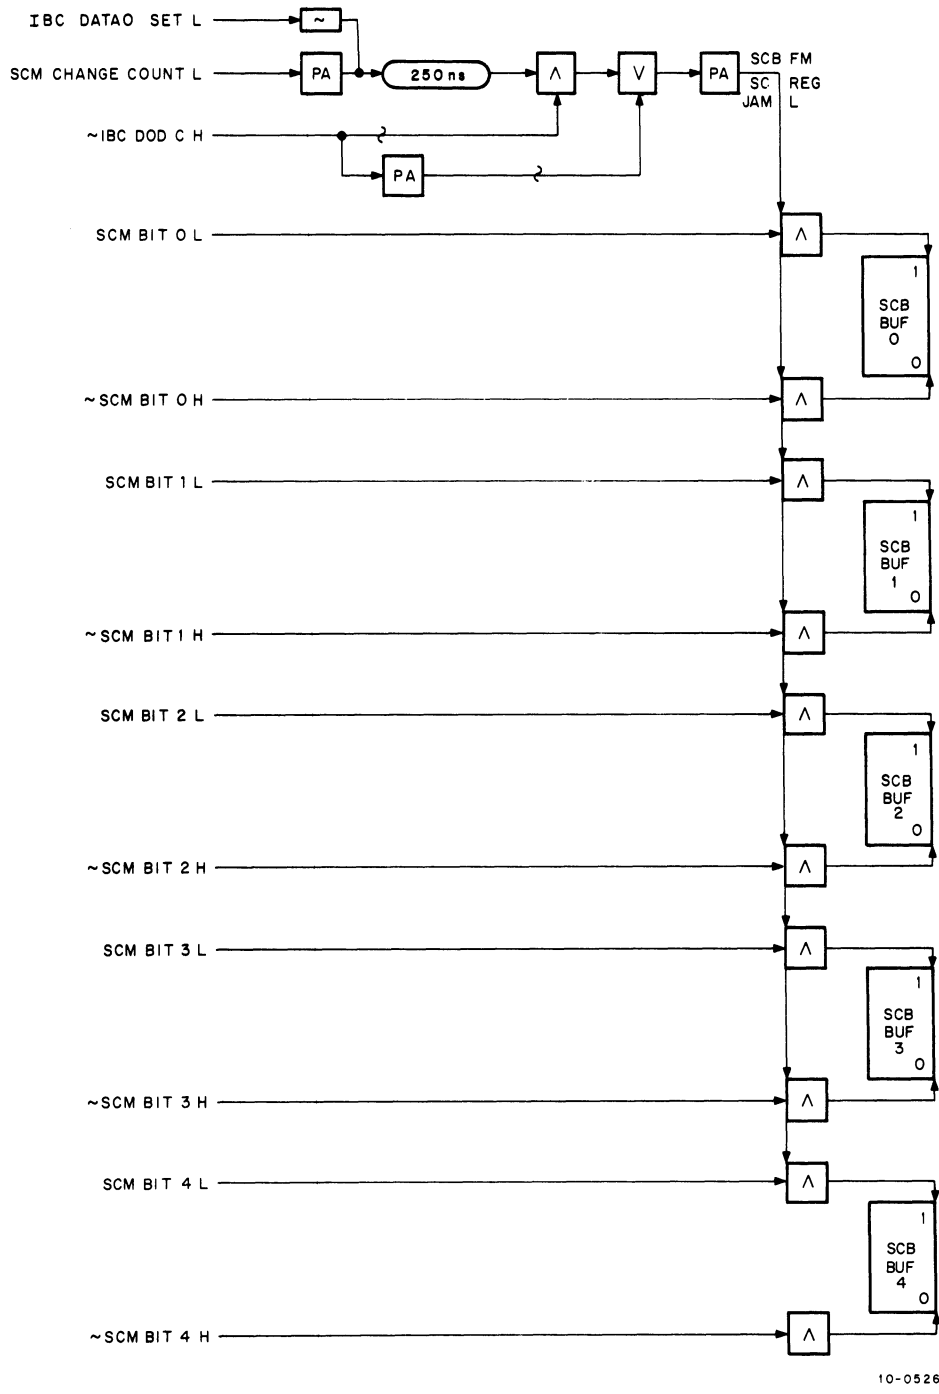 IBC DATAO SET L
~
SCM CHANGE COUNT L
PA
250 ns
Λ
V
PA
SCB FM
SC REG
JAM L
~IBC DOD C H
PA
SCM BIT 0 L
Λ
1
SCB
BUF
0
0
~SCM BIT 0 H
Λ
SCM BIT 1 L
Λ
1
SCB
BUF
1
0
~SCM BIT 1 H
Λ
SCM BIT 2 L
Λ
1
SCB
BUF
2
0
~SCM BIT 2 H
Λ
SCM BIT 3 L
Λ
1
SCB
BUF
3
0
~SCM BIT 3 H
Λ
SCM BIT 4 L
Λ
1
SCB
BUF
4
0
~SCM BIT 4 H
Λ
10-0526